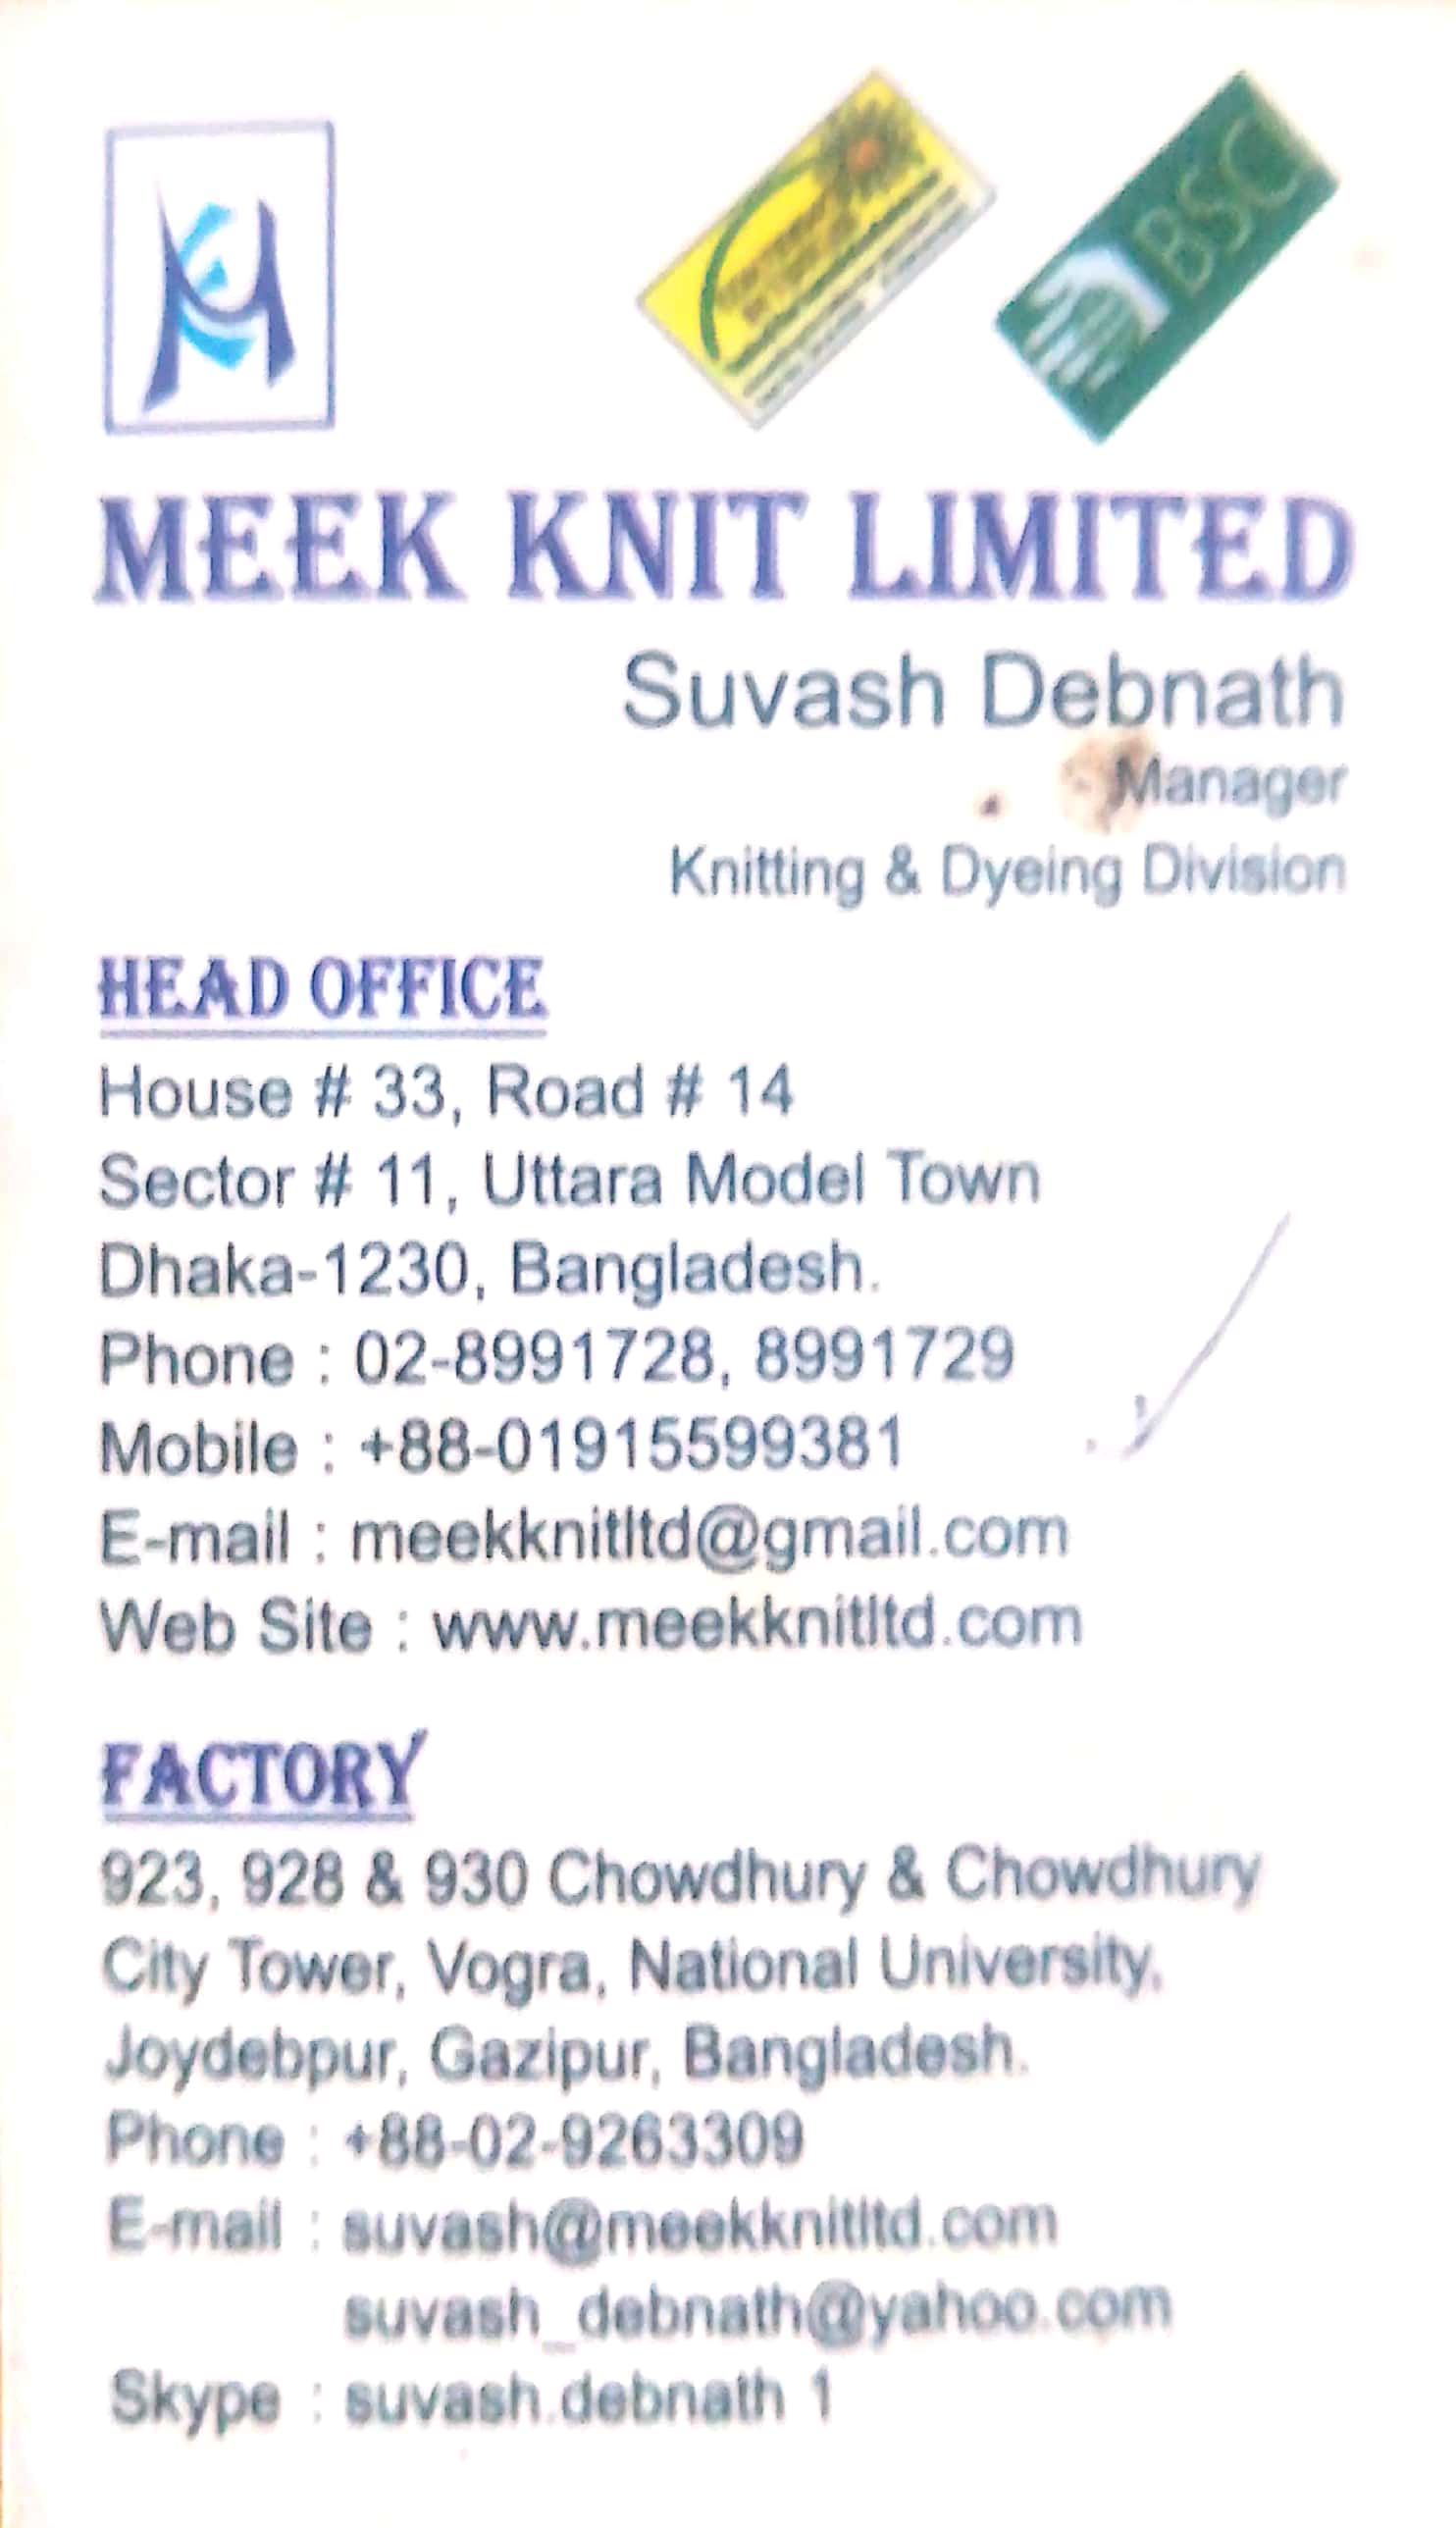 BSCI
MEEK KNIT LIMITED
Suvash Debnath
Manager
Knitting & Dyeing Division
HEAD OFFICE
House # 33, Road # 14
Sector # 11, Uttara Model Town
Dhaka-1230, Bangladesh.
Phone : 02-8991728, 8991729
Mobile : +88-01915599381
E-mail : meekknitltd@gmail.com
Web Site : www.meekknitltd.com
FACTORY
923, 928 & 930 Chowdhury & Chowdhury
City Tower, Vogra, National University,
Joydebpur, Gazipur, Bangladesh.
Phone : +88-02-9263309
E-mail : suvash@meekknitltd.com
suvash_debnath@yahoo.com
Skype : suvash.debnath 1